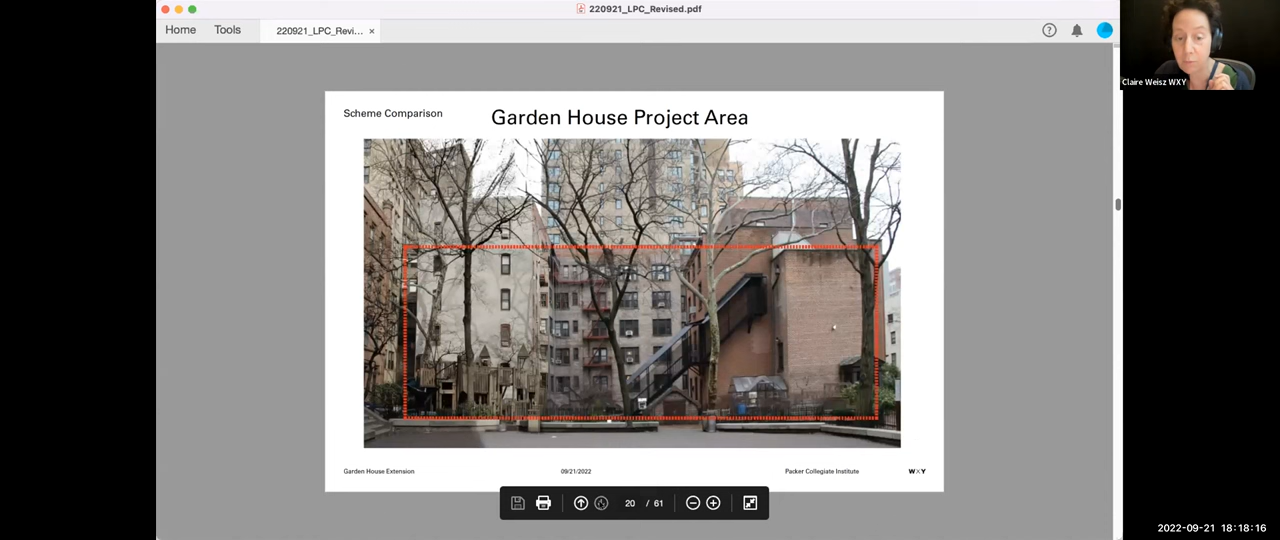 220921_LPC_Revised.pdf
Home Tools 220921_LPC_Revi... ×
Claire Weisz WXY
Scheme Comparison Garden House Project Area
Garden House Extension 09/21/2022 Packer Collegiate Institute WXY
20 / 61
2022-09-21 18:18:16